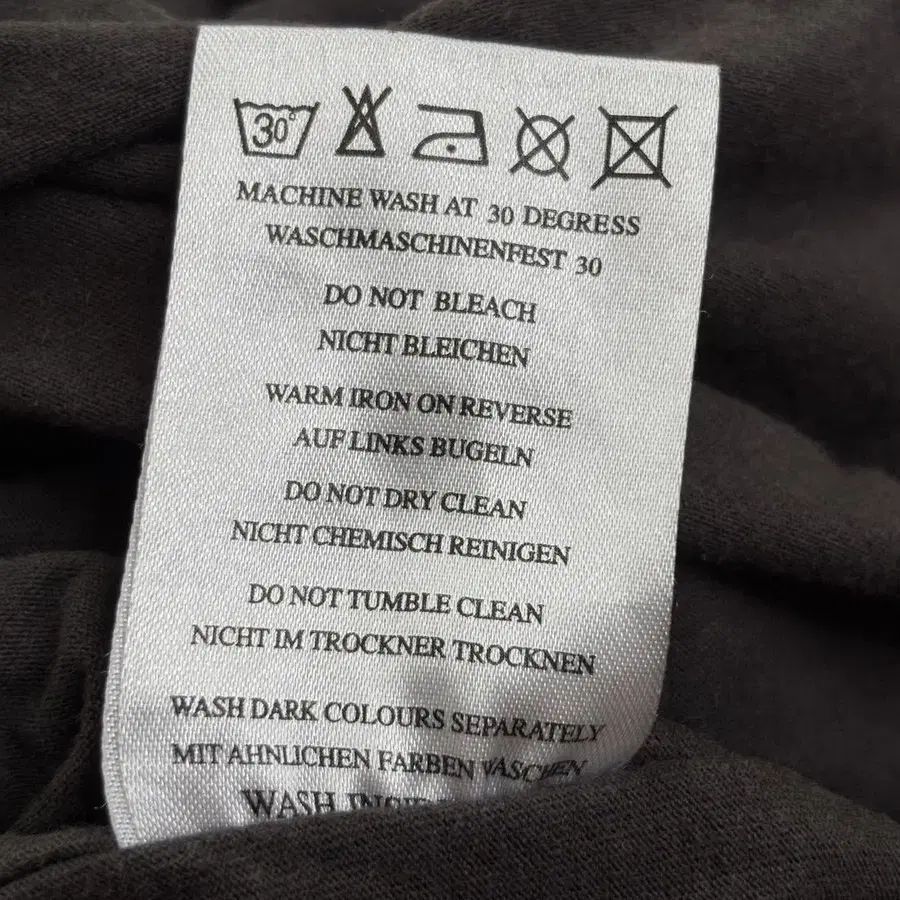 30°
MACHINE WASH AT 30 DEGRESS
WASCHMASCHINENFEST 30
DO NOT BLEACH
NICHT BLEICHEN
WARM IRON ON REVERSE
AUF LINKS BUGELN
DO NOT DRY CLEAN
NICHT CHEMISCH REINIGEN
DO NOT TUMBLE CLEAN
NICHT IM TROCKNER TROCKNEN
WASH DARK COLOURS SEPARATELY
MIT AHNLICHEN FARBEN WASCHEN
WASH